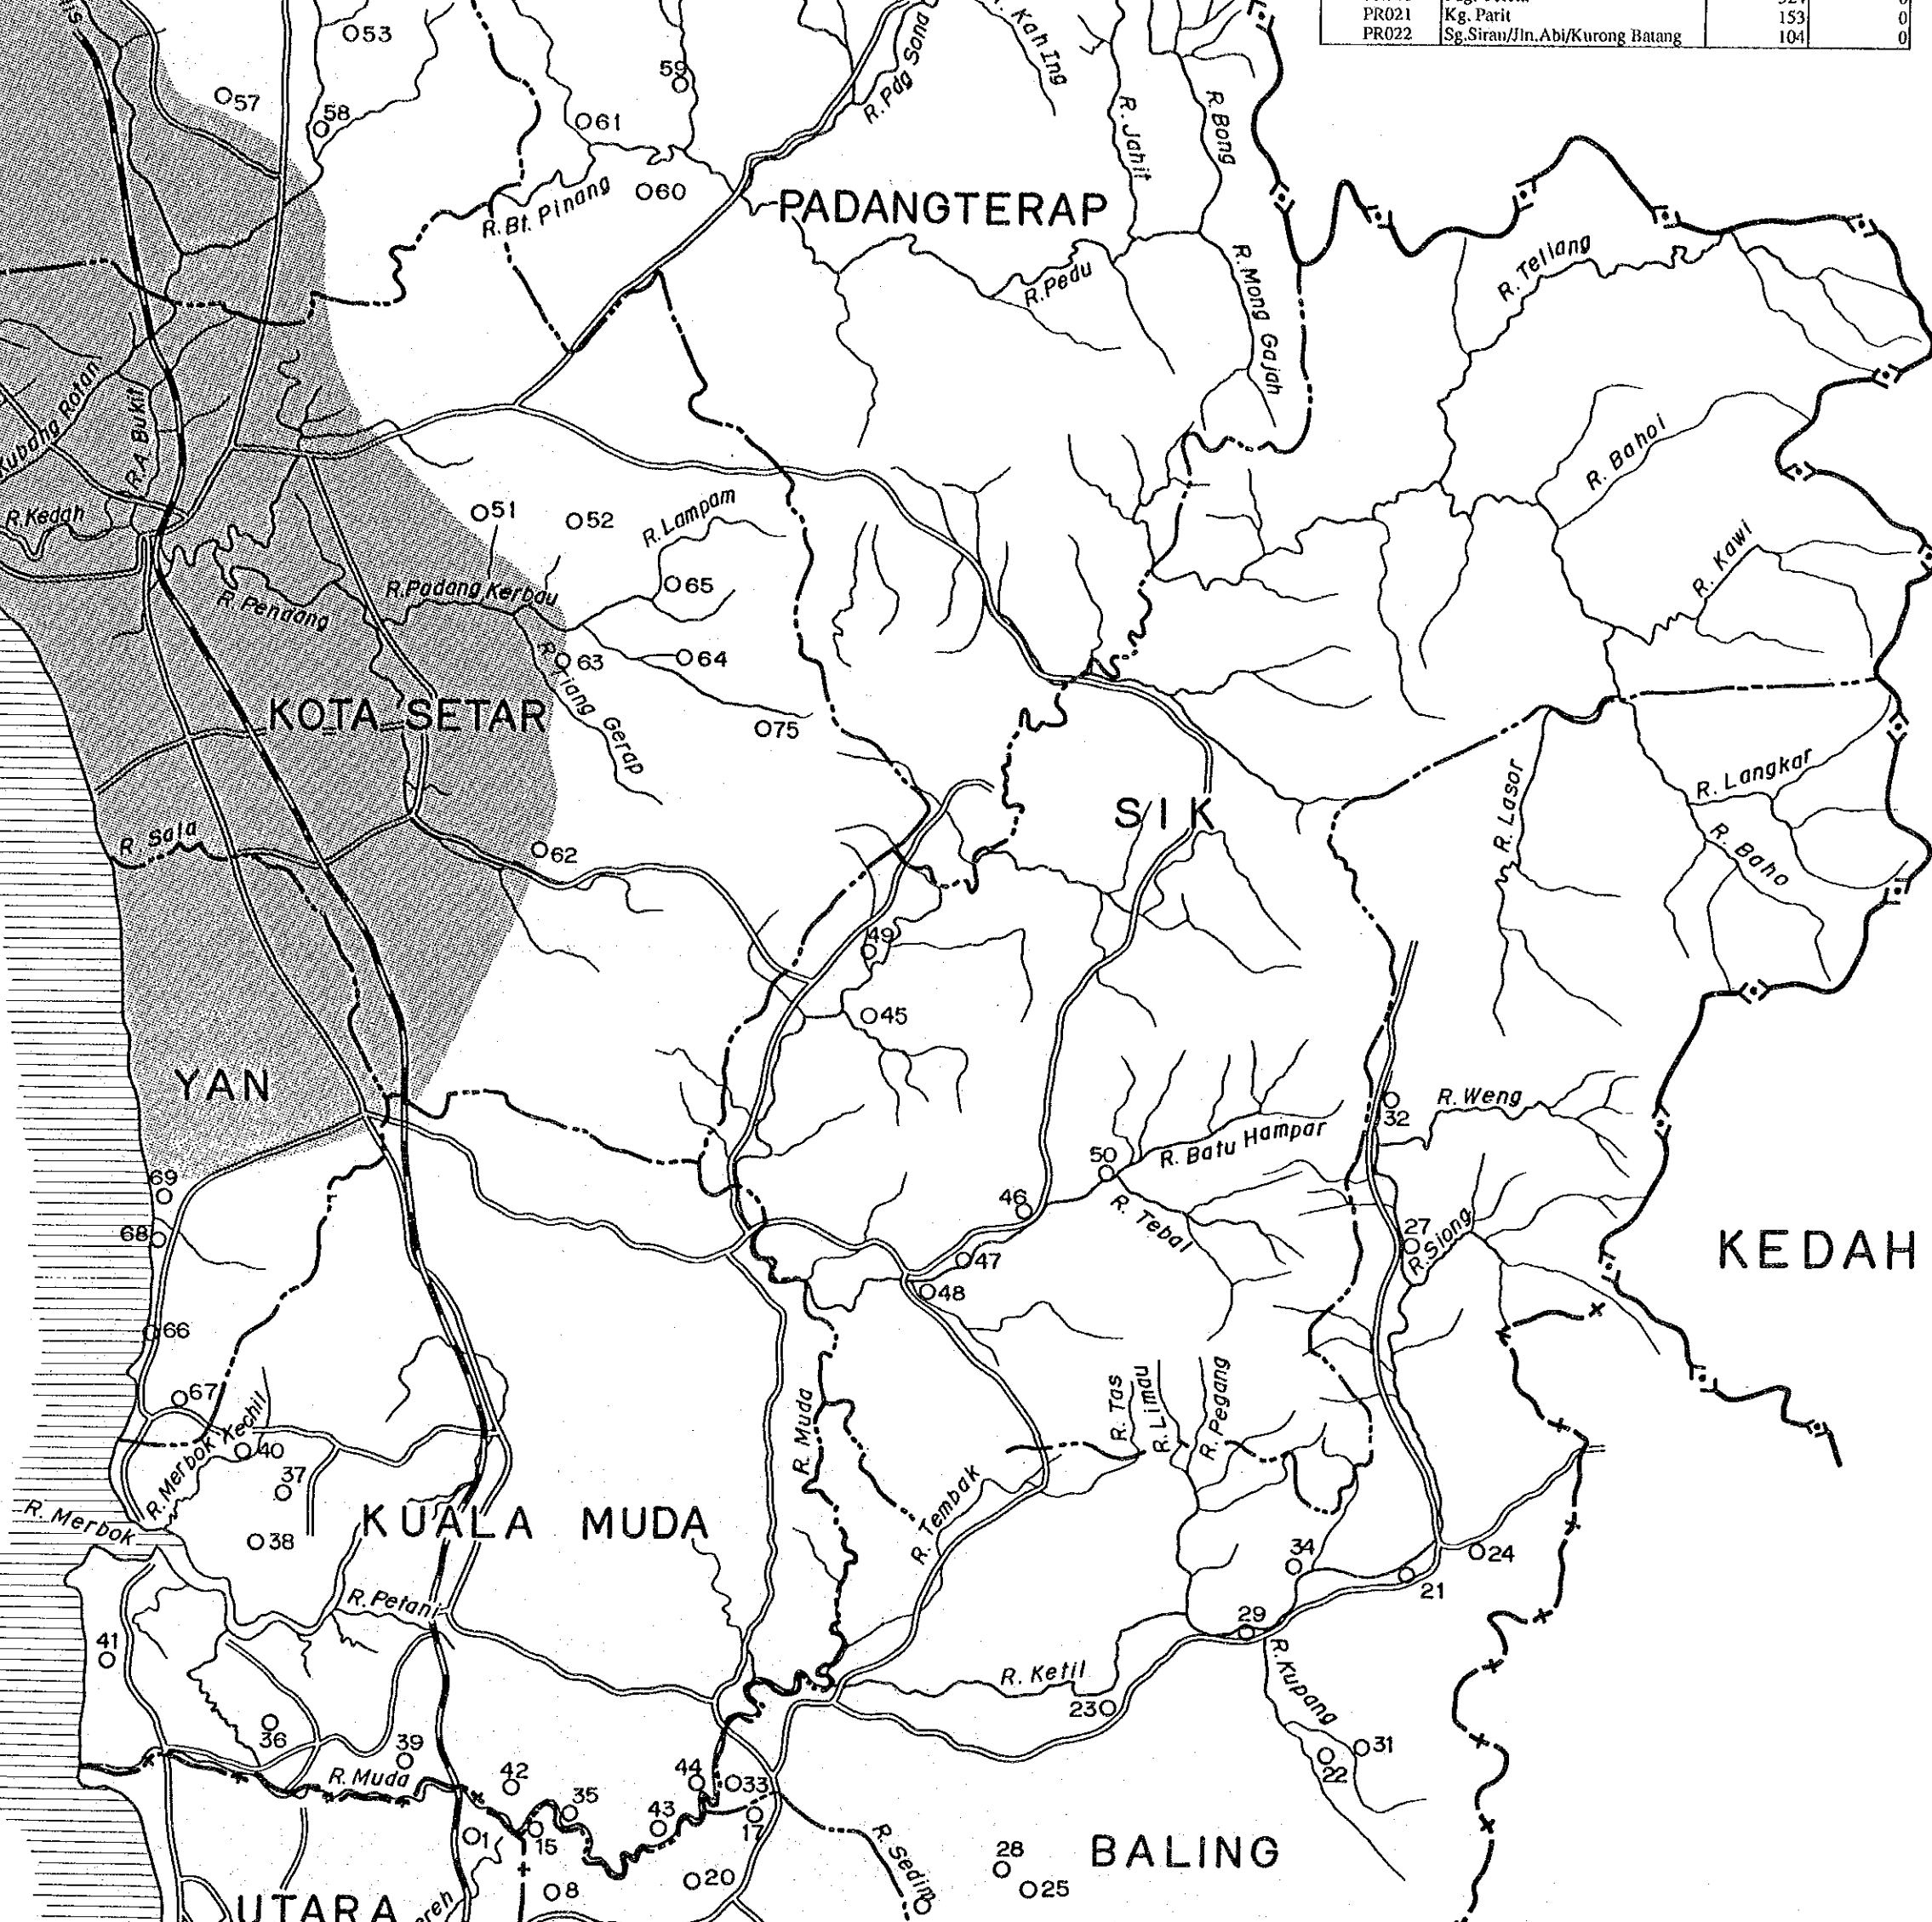 PR021 Kg. Parit 153 0
PR022 Sg.Siran/Jln.Abi/Kurong Batang 104 0
53
57
58
59
61
60
R. Pdg Sona
Kah Ing
R. Jahit
R. Bong
R. Bt. Pinang
PADANGTERAP
R. Pedu
R. Mong Gajah
R. Teliang
Kubang Rotan
R.A. Bukit
R. Kedah
R. Bahoi
51
52
R. Lampam
R. Kawi
65
R. Padang Kerbau
R. Pendang
63
64
R. Tiang Gerap
KOTA SETAR
75
R. Langkar
R. Lasor
SIK
R. Sala
62
R. Baho
49
45
YAN
32
R. Weng
R. Batu Hampar
50
69
46
R. Tebal
68
27
R. Siong
KEDAH
47
48
66
67
R. Merbok Kechil
40
37
R. Muda
R. Tas
R. Limau
R. Pegang
R. Merbok
38
KUALA MUDA
R. Tembak
34
24
21
R. Petani
29
41
R. Ketil
R. Kupang
23
36
39
31
22
R. Muda
42
44
33
35
43
17
1
15
R. Sedim
BALING
28
20
25
8
UTARA